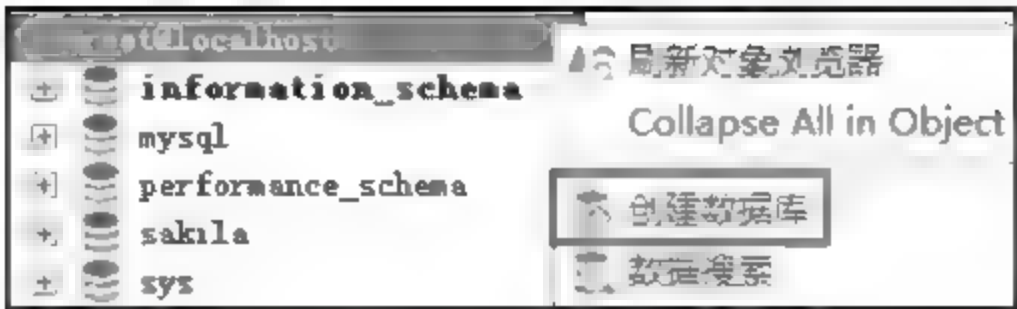 root@localhost
information_schema
mysql
performance_schema
sakila
sys
刷新对象浏览器
Collapse All in Object
创建数据库
数据搜索